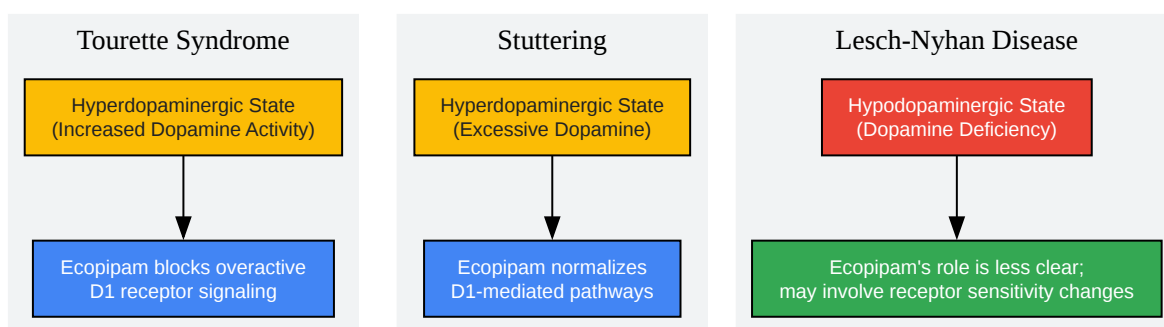 Tourette Syndrome
Hyperdopaminergic State
(Increased Dopamine Activity)
Ecopipam blocks overactive
D1 receptor signaling
Stuttering
Hyperdopaminergic State
(Excessive Dopamine)
Ecopipam normalizes
D1-mediated pathways
Lesch-Nyhan Disease
Hypodopaminergic State
(Dopamine Deficiency)
Ecopipam's role is less clear;
may involve receptor sensitivity changes